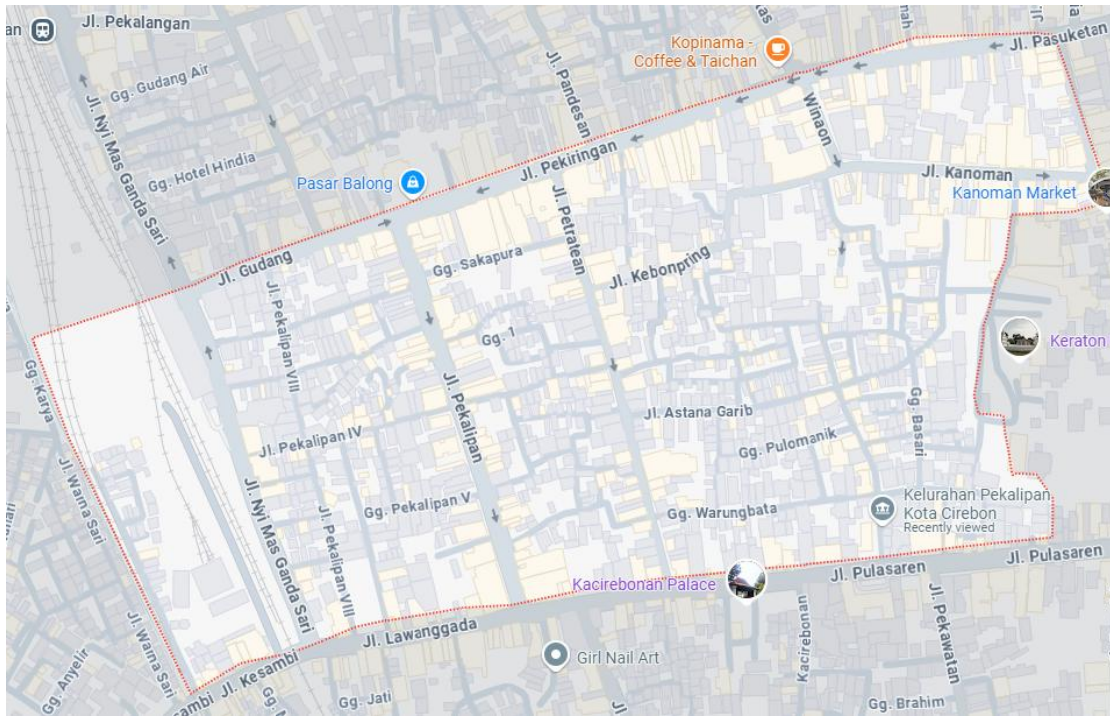 an
Jl. Pekalangan
Jl. Pasuketan
Kopinama -
Coffee & Taichan
Gg. Gudang Air
Jl. Pandesan
Winaon
Jl. Nyi Mas Ganda Sari
Gg. Hotel Hindia
Pasar Balong
Jl. Pekiringan
Jl. Kanoman
Kanoman Market
Jl. Petratean
Gg. Sakapura
Jl. Gudang
Jl. Kebonpring
Jl. Pekalipan VIII
Gg. 1
Keraton
Gg. Karya
Jl. Pekalipan
Jl. Astana Garib
Gg. Basari
Jl. Pekalipan IV
Gg. Pulomanik
Jl. Warna Sari
Gg. Pekalipan V
Gg. Warungbata
Kelurahan Pekalipan
Kota Cirebon
Recently viewed
Jl. Nyi Mas Ganda Sari
Jl. Pekalipan VIII
Jl. Pulasaren
Jl. Pulasaren
Kacirebonan Palace
Jl. Lawanggada
Jl. Warna Sari
Jl. Kesambi
Girl Nail Art
Kacirebonan
Jl. Pekawatan
Gg. Anyelir
Gg. Jati
Gg. Brahim